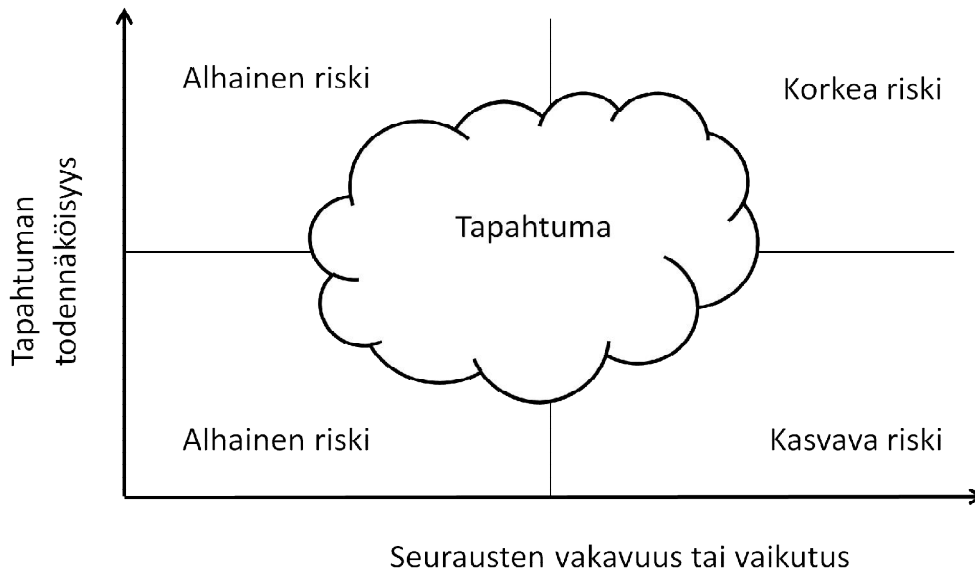 Alhainen riski
Korkea riski
Tapahtuman
todennäköisyys
Tapahtuma
Alhainen riski
Kasvava riski
Seurausten vakavuus tai vaikutus